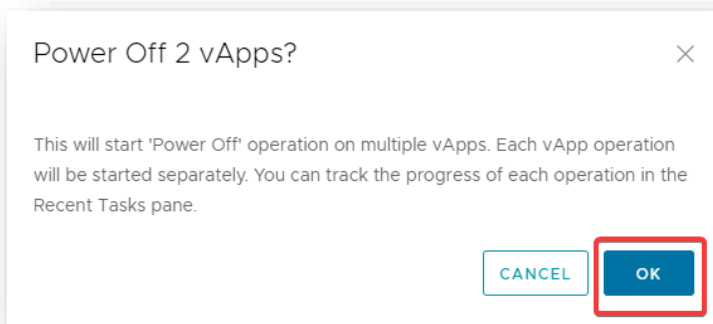 Power Off 2 vApps?
This will start 'Power Off' operation on multiple vApps. Each vApp operation
will be started separately. You can track the progress of each operation in the
Recent Tasks pane.
CANCEL
OK